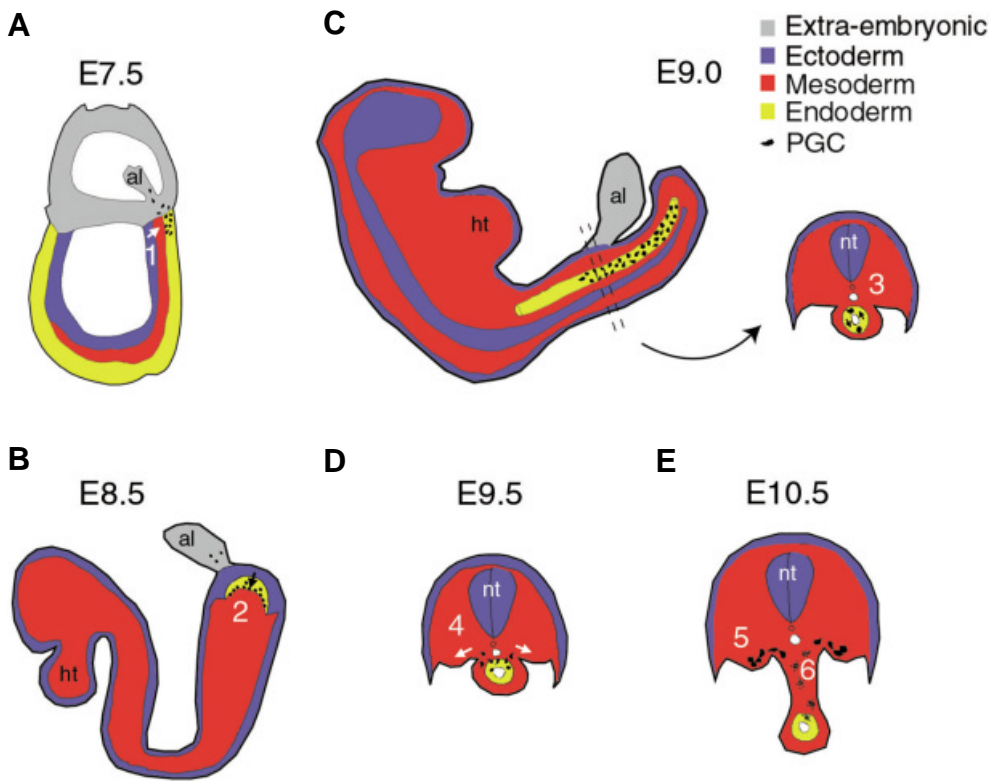 A
E7.5
al
1
C
E9.0
al
ht
nt
3
Extra-embryonic
Ectoderm
Mesoderm
Endoderm
PGC
B
E8.5
al
2
ht
D
E9.5
nt
4
E
E10.5
nt
5
6